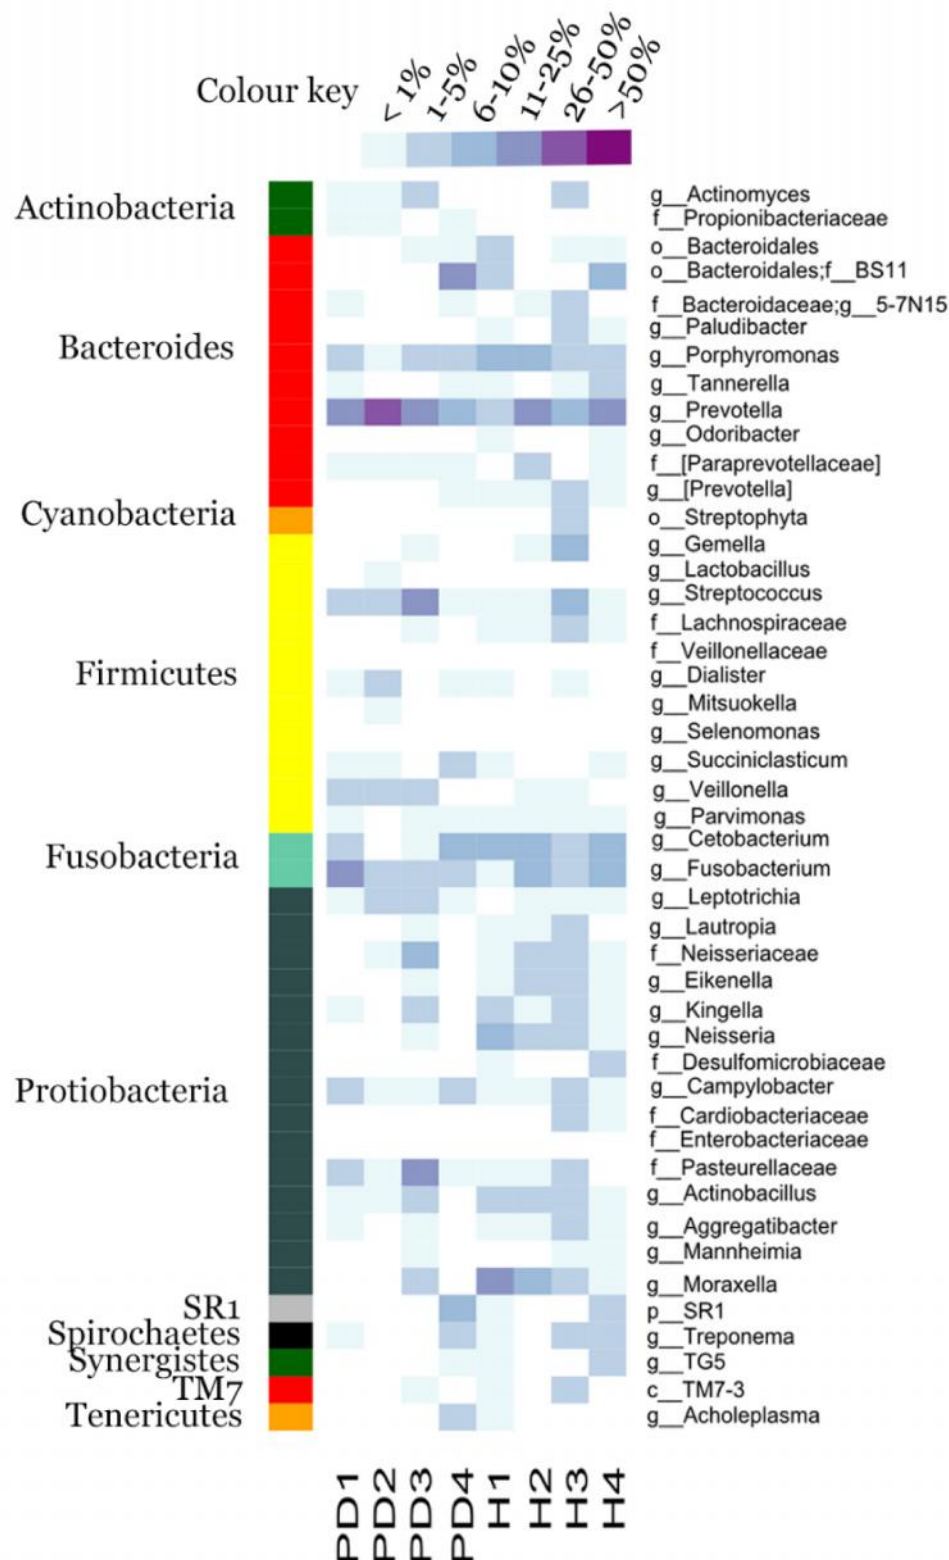 Colour key
< 1%
1-5%
6-10%
11-25%
26-50%
>50%
Actinobacteria
Bacteroides
Cyanobacteria
Firmicutes
Fusobacteria
Protiobacteria
SR1
Spirochaetes
Synergistes
TM7
Tenericutes
g__Actinomyces
f__Propionibacteriaceae
o__Bacteroidales
o__Bacteroidales;f__BS11
f__Bacteroidaceae;g__5-7N15
g__Paludibacter
g__Porphyromonas
g__Tannerella
g__Prevotella
g__Odoribacter
f__[Paraprevotellaceae]
g__[Prevotella]
o__Streptophyta
g__Gemella
g__Lactobacillus
g__Streptococcus
f__Lachnospiraceae
f__Veillonellaceae
g__Dialister
g__Mitsuokella
g__Selenomonas
g__Succiniclasticum
g__Veillonella
g__Parvimonas
g__Cetobacterium
g__Fusobacterium
g__Leptotrichia
g__Lautropia
f__Neisseriaceae
g__Eikenella
g__Kingella
g__Neisseria
f__Desulfomicrobiaceae
g__Campylobacter
f__Cardiobacteriaceae
f__Enterobacteriaceae
f__Pasteurellaceae
g__Actinobacillus
g__Aggregatibacter
g__Mannheimia
g__Moraxella
p__SR1
g__Treponema
g__TG5
c__TM7-3
g__Acholeplasma
PD1
PD2
PD3
PD4
H1
H2
H3
H4